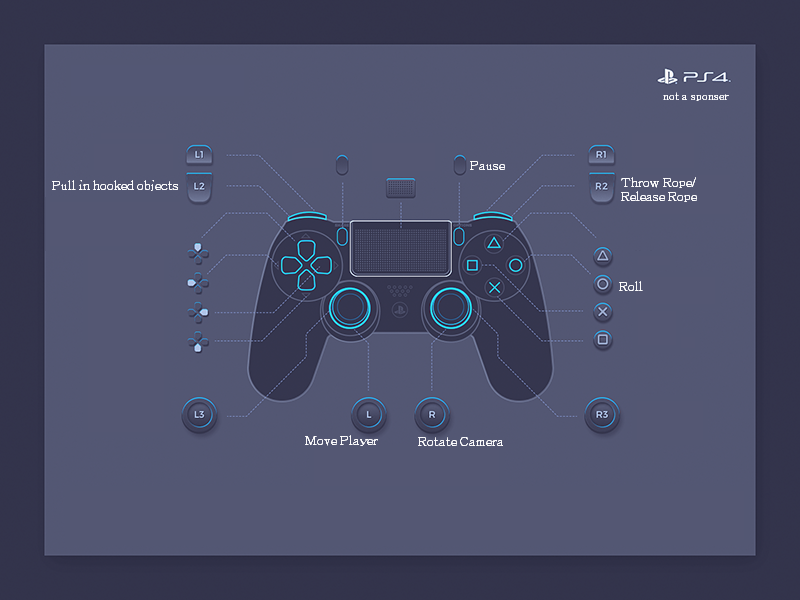 PS4
not a sponser
L1
R1
Pause
Pull in hooked objects
L2
R2
Throw Rope/
Release Rope
Roll
L3
L
R
R3
Move Player
Rotate Camera